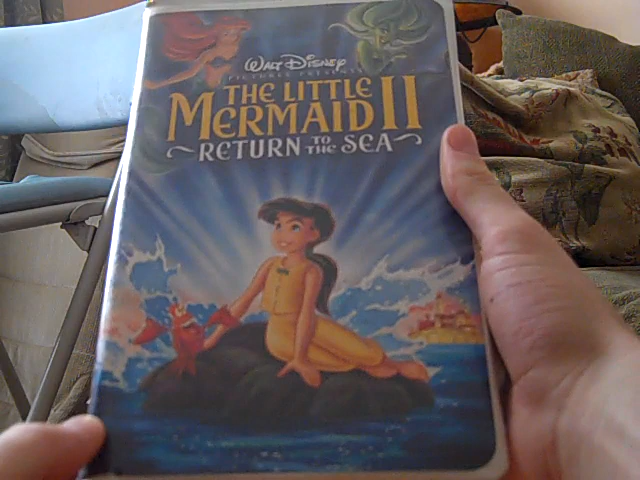 WALT DISNEY
PICTURES PRESENTS
THE LITTLE
MERMAID II
~RETURN TO THE SEA~